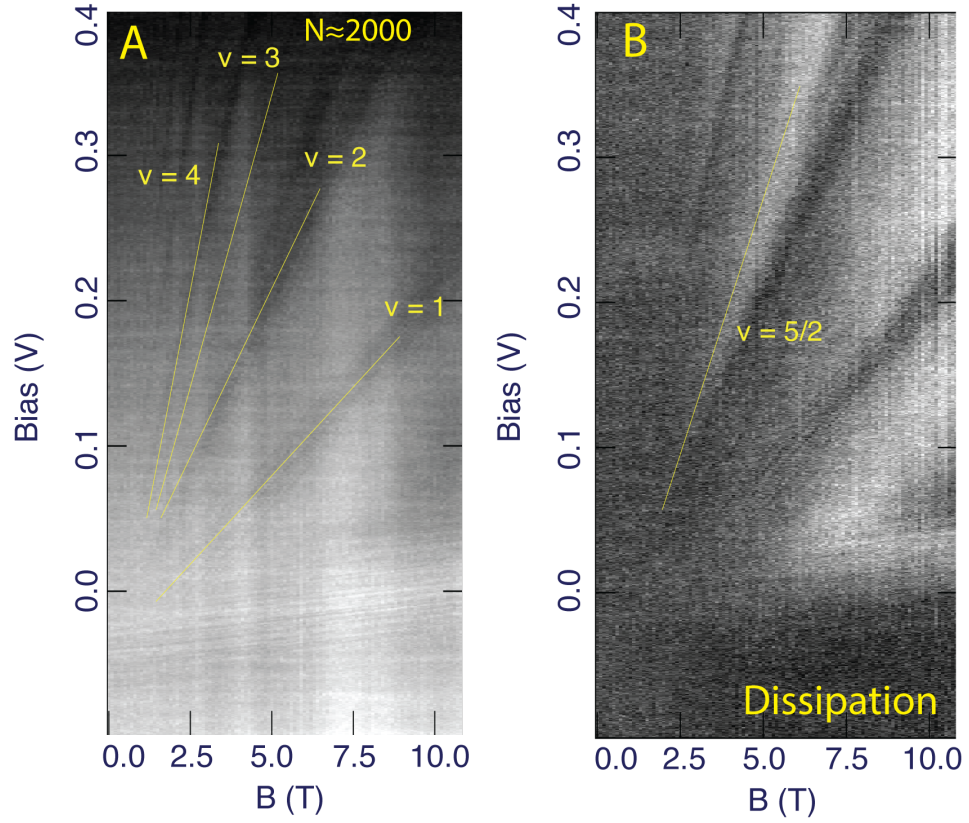 A
N≈2000
v = 3
v = 4
v = 2
v = 1
Bias (V)
0.4
0.3
0.2
0.1
0.0
0.0 2.5 5.0 7.5 10.0
B (T)
B
v = 5/2
Dissipation
Bias (V)
0.4
0.3
0.2
0.1
0.0
0.0 2.5 5.0 7.5 10.0
B (T)